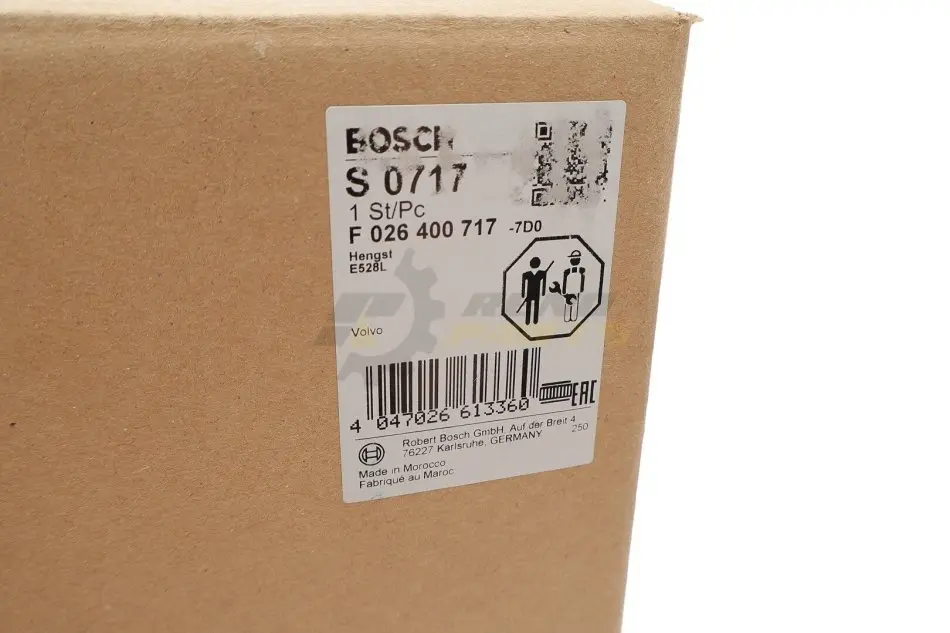 BOSCH
S 0717
1 St/Pc
F 026 400 717 -7D0
Hengst
E528L
Volvo
4 047026 613360
EAC
Robert Bosch GmbH, Auf der Breit 4
76227 Karlsruhe, GERMANY 250
Made in Morocco
Fabriqué au Maroc